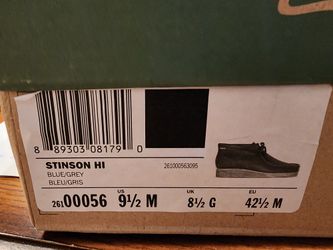 8 89303 08179 0
261000563095
STINSON HI
BLUE/GREY
BLEU/GRIS
US UK EU
26100056 9½ M 8½ G 42½ M